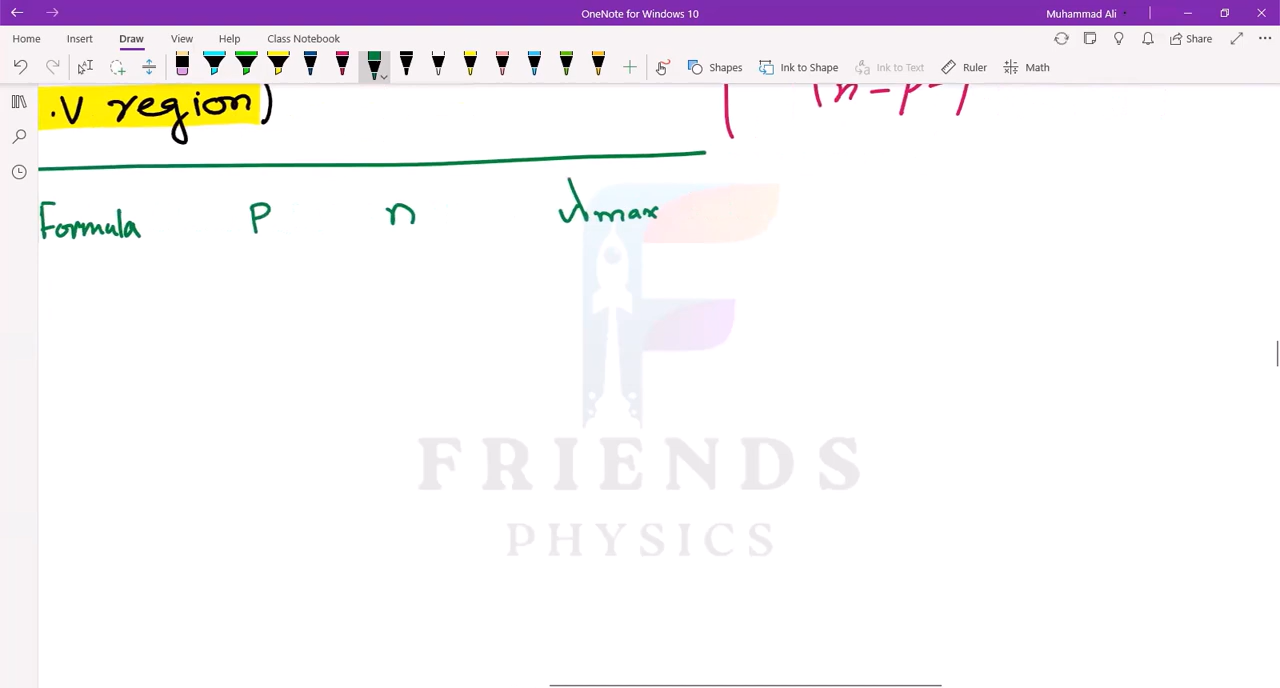 OneNote for Windows 10
Muhammad Ali
Home Insert Draw View Help Class Notebook
Share
Shapes Ink to Shape Ink to Text Ruler Math
.V region)
Formula P n λmax
FRIENDS
PHYSICS